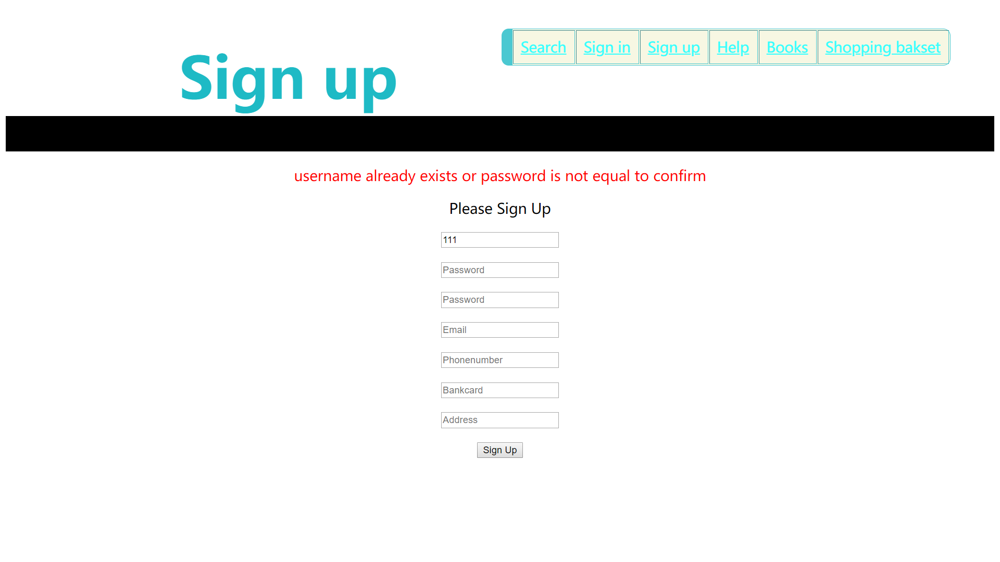 Search Sign in Sign up Help Books Shopping bakset
Sign up
username already exists or password is not equal to confirm
Please Sign Up
111
Password
Password
Email
Phonenumber
Bankcard
Address
Sign Up